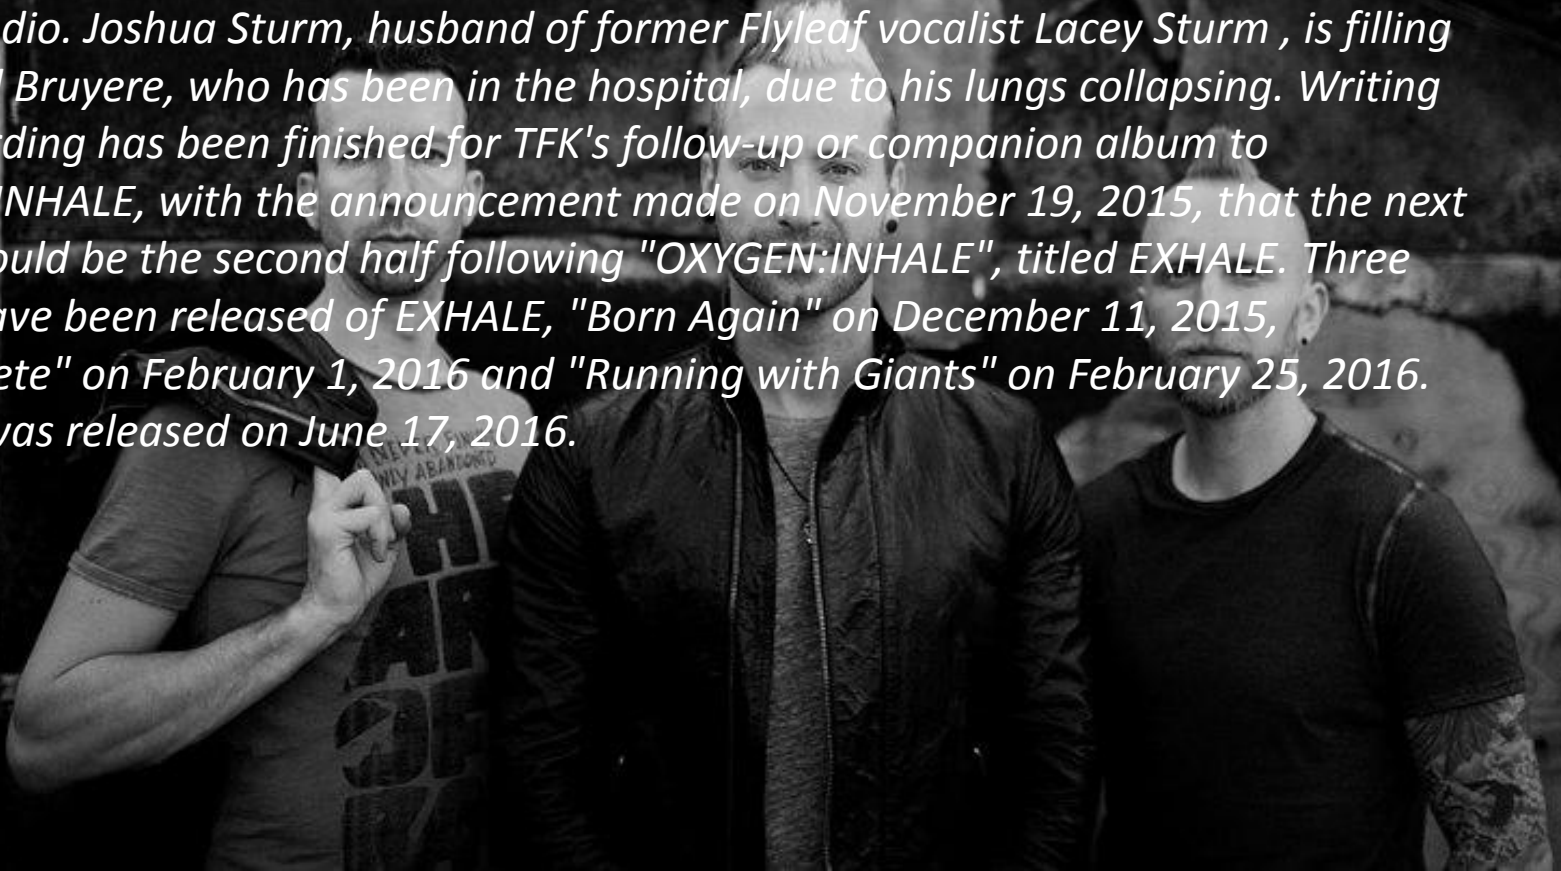 dio. Joshua Sturm, husband of former Flyleaf vocalist Lacey Sturm , is filling
Bruyere, who has been in the hospital, due to his lungs collapsing. Writing
ding has been finished for TFK's follow-up or companion album to
INHALE, with the announcement made on November 19, 2015, that the next
ould be the second half following "OXYGEN:INHALE", titled EXHALE. Three
ave been released of EXHALE, "Born Again" on December 11, 2015,
ete" on February 1, 2016 and "Running with Giants" on February 25, 2016.
was released on June 17, 2016.
ONLY ABANDONED